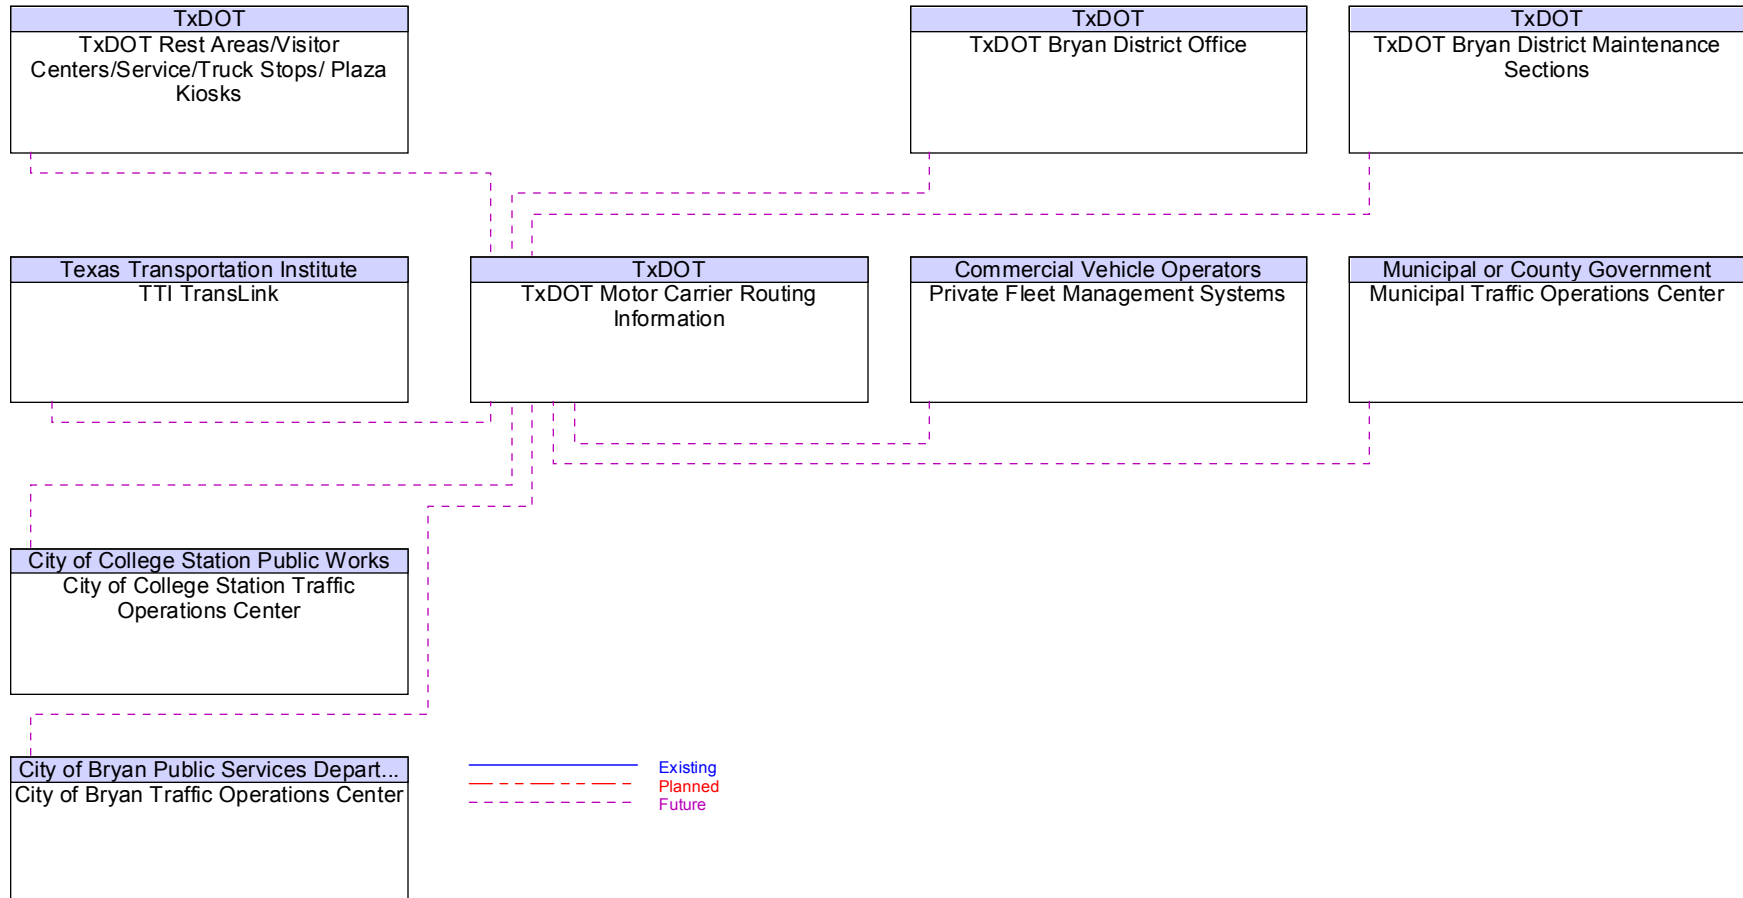 TxDOT
TxDOT Rest Areas/Visitor
Centers/Service/Truck Stops/ Plaza
Kiosks
TxDOT
TxDOT Bryan District Office
TxDOT
TxDOT Bryan District Maintenance
Sections
Texas Transportation Institute
TTI TransLink
TxDOT
TxDOT Motor Carrier Routing
Information
Commercial Vehicle Operators
Private Fleet Management Systems
Municipal or County Government
Municipal Traffic Operations Center
City of College Station Public Works
City of College Station Traffic
Operations Center
City of Bryan Public Services Depart...
City of Bryan Traffic Operations Center
Existing
Planned
Future